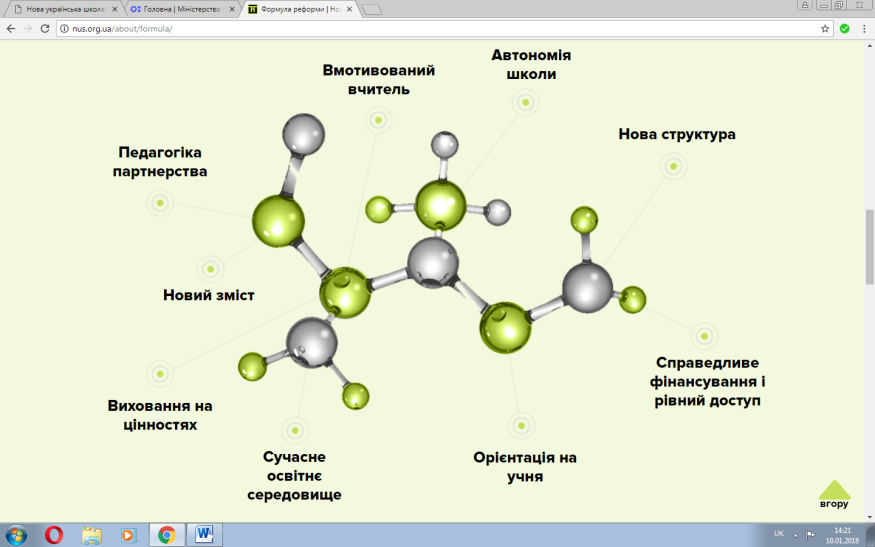 Нова українська школа
Головна | Міністерство
Формула реформи | Но
nus.org.ua/about/formula/
Вмотивований
вчитель
Автономія
школи
Нова структура
Педагогіка
партнерства
Новий зміст
Справедливе
фінансування і
рівний доступ
Виховання на
цінностях
Сучасне
освітнє
середовище
Орієнтація на
учня
вгору
UK
14:21
10.01.2018